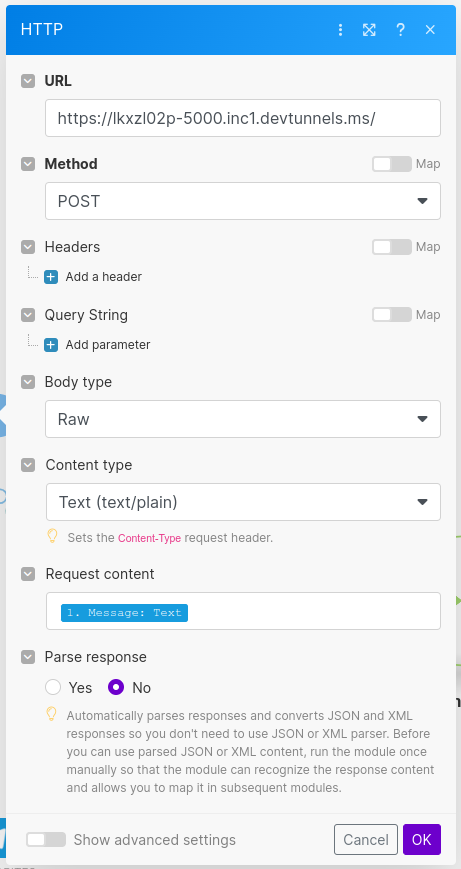 HTTP
?
URL
https://lkxzl02p-5000.inc1.devtunnels.ms/
Method
Map
POST
Headers
Map
Add a header
Query String
Map
Add parameter
Body type
Raw
Content type
Text (text/plain)
Sets the Content-Type request header.
Request content
1. Message: Text
Parse response
Yes No
Automatically parses responses and converts JSON and XML
responses so you don't need to use JSON or XML parser. Before
you can use parsed JSON or XML content, run the module once
manually so that the module can recognize the response content
and allows you to map it in subsequent modules.
Show advanced settings
Cancel
OK